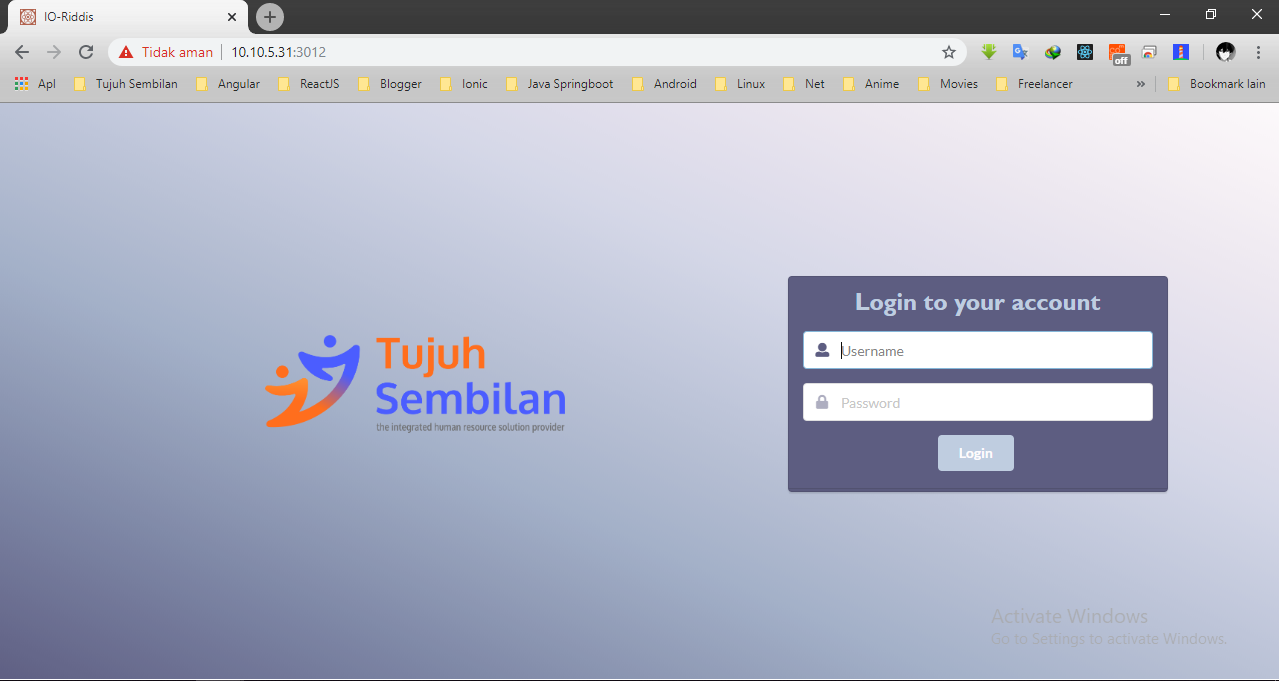 IO-Riddis
Tidak aman 10.10.5.31:3012
off
Apl Tujuh Sembilan Angular ReactJS Blogger Ionic Java Springboot Android Linux Net Anime Movies Freelancer » Bookmark lain
Login to your account
Username
Password
Login
Tujuh
Sembilan
the integrated human resource solution provider
Activate Windows
Go to Settings to activate Windows.